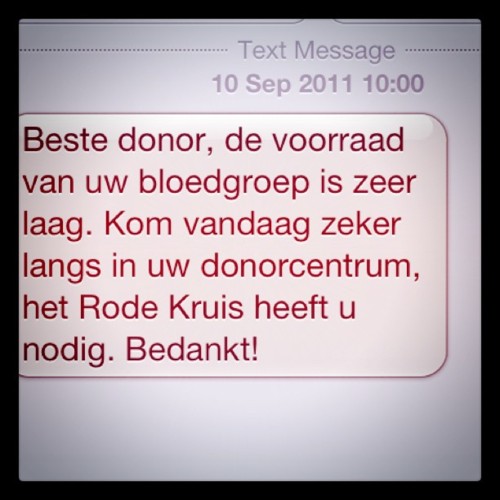 Text Message
10 Sep 2011 10:00
Beste donor, de voorraad
van uw bloedgroep is zeer
laag. Kom vandaag zeker
langs in uw donorcentrum,
het Rode Kruis heeft u
nodig. Bedankt!